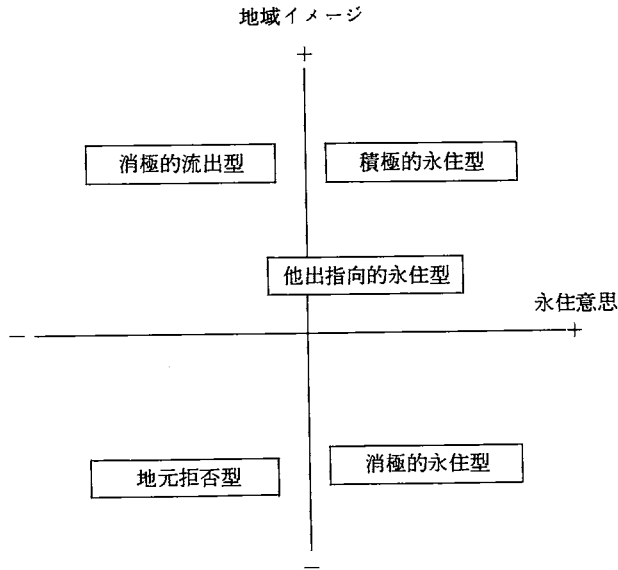 地域イメージ
+
消極的流出型
積極的永住型
他出指向的永住型
永住意思
−
+
地元拒否型
消極的永住型
−